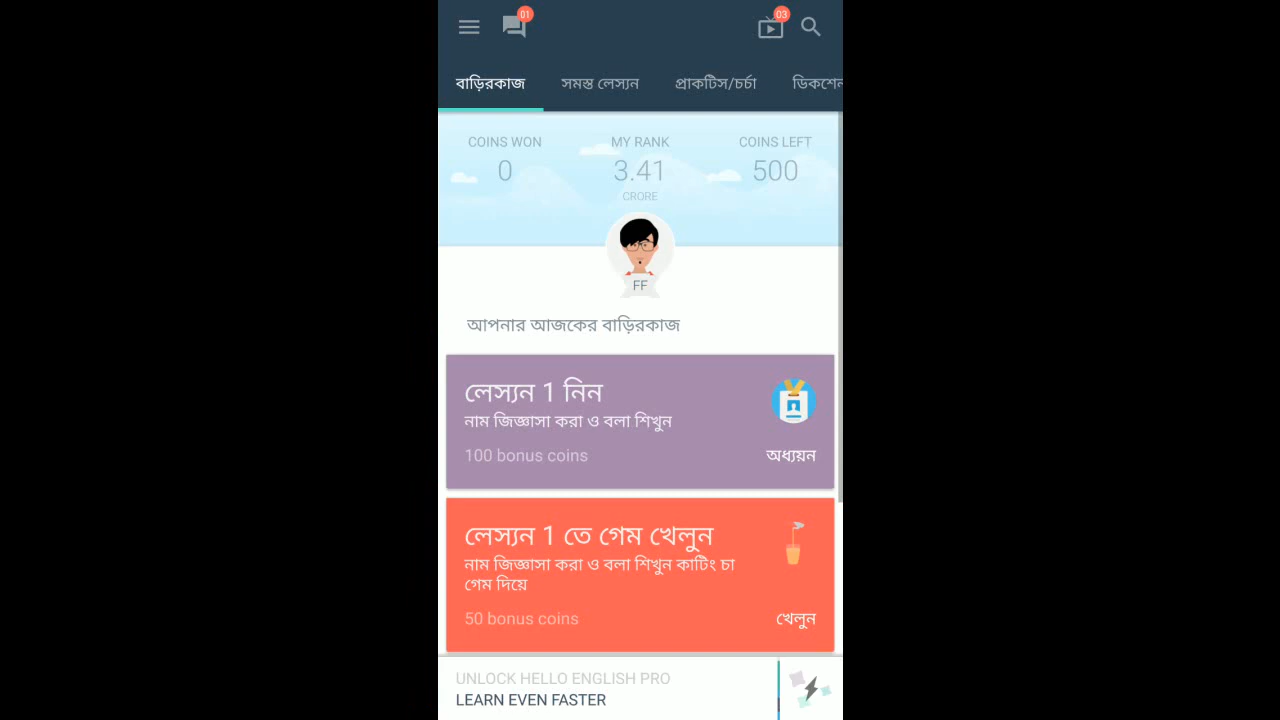 01
03
বাড়িরকাজ
সমস্ত লেস্যন
প্রাকটিস/চর্চা
COINS WON
MY RANK
COINS LEFT
0
3.41
500
CRORE
FF
আপনার আজকের বাড়িরকাজ
লেস্যন 1 নিন
নাম জিজ্ঞাসা করা ও বলা শিখুন
100 bonus coins
অধ্যয়ন
লেস্যন 1 তে গেম খেলুন
নাম জিজ্ঞাসা করা ও বলা শিখুন কাটিং চা
গেম দিয়ে
50 bonus coins
খেলুন
UNLOCK HELLO ENGLISH PRO
LEARN EVEN FASTER